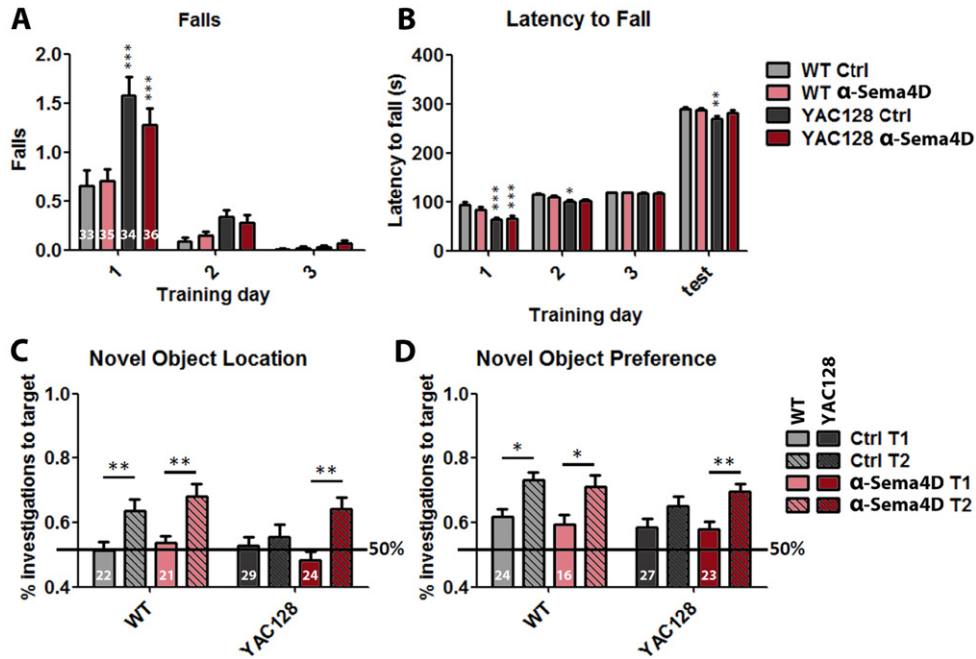 A
Falls
Falls
2.0
1.5
1.0
0.5
0.0
***
***
33 35 34 36
1 2 3
Training day
B
Latency to Fall
Latency to fall (s)
400
300
200
100
0
***
***
*
**
1 2 3 test
Training day
WT Ctrl
WT α-Sema4D
YAC128 Ctrl
YAC128 α-Sema4D
C
Novel Object Location
% investigations to target
1.0
0.8
0.6
0.4
** ** **
50%
22 21 29 24
WT YAC128
D
Novel Object Preference
% investigations to target
1.0
0.8
0.6
0.4
* * **
50%
24 16 27 23
WT YAC128
WT YAC128
Ctrl T1
Ctrl T2
α-Sema4D T1
α-Sema4D T2